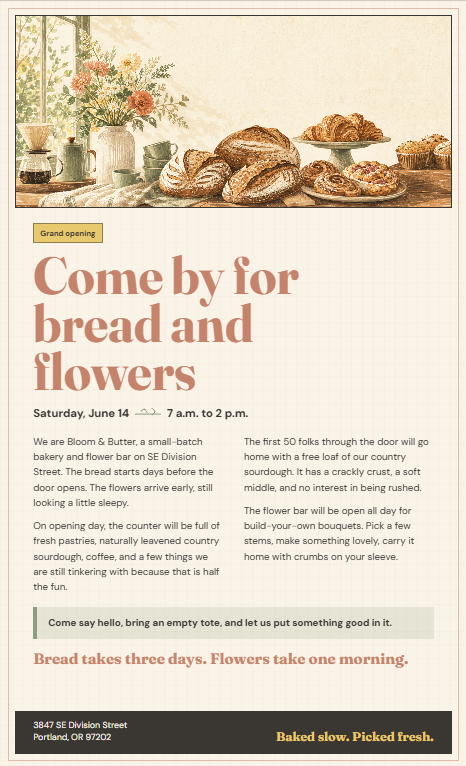 Grand opening
Come by for
bread and
flowers
Saturday, June 14 7 a.m. to 2 p.m.
We are Bloom & Butter, a small-batch
bakery and flower bar on SE Division
Street. The bread starts days before the
door opens. The flowers arrive early, still
looking a little sleepy.
On opening day, the counter will be full of
fresh pastries, naturally leavened country
sourdough, coffee, and a few things we
are still tinkering with because that is half
the fun.
The first 50 folks through the door will go
home with a free loaf of our country
sourdough. It has a crackly crust, a soft
middle, and no interest in being rushed.
The flower bar will be open all day for
build-your-own bouquets. Pick a few
stems, make something lovely, carry it
home with crumbs on your sleeve.
Come say hello, bring an empty tote, and let us put something good in it.
Bread takes three days. Flowers take one morning.
3847 SE Division Street
Portland, OR 97202
Baked slow. Picked fresh.